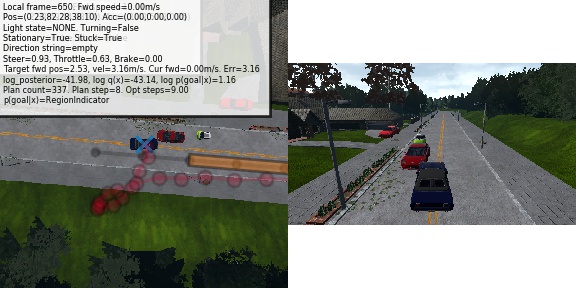 Local frame=650. Fwd speed=0.00m/s
Pos=(0.23,82.28,38.10). Acc=(0.00,0.00,0.00)
Light state=NONE. Turning=False
Stationary=True. Stuck=True
Direction string=empty
Steer=0.93, Throttle=0.63, Brake=0.00
Target fwd pos=2.53, vel=3.16m/s. Cur fwd=0.00m/s. Err=3.16
log_posterior=-41.98, log q(x)=-43.14, log p(goal|x)=1.16
Plan count=337. Plan step=8. Opt steps=9.00
p(goal|x)=RegionIndicator